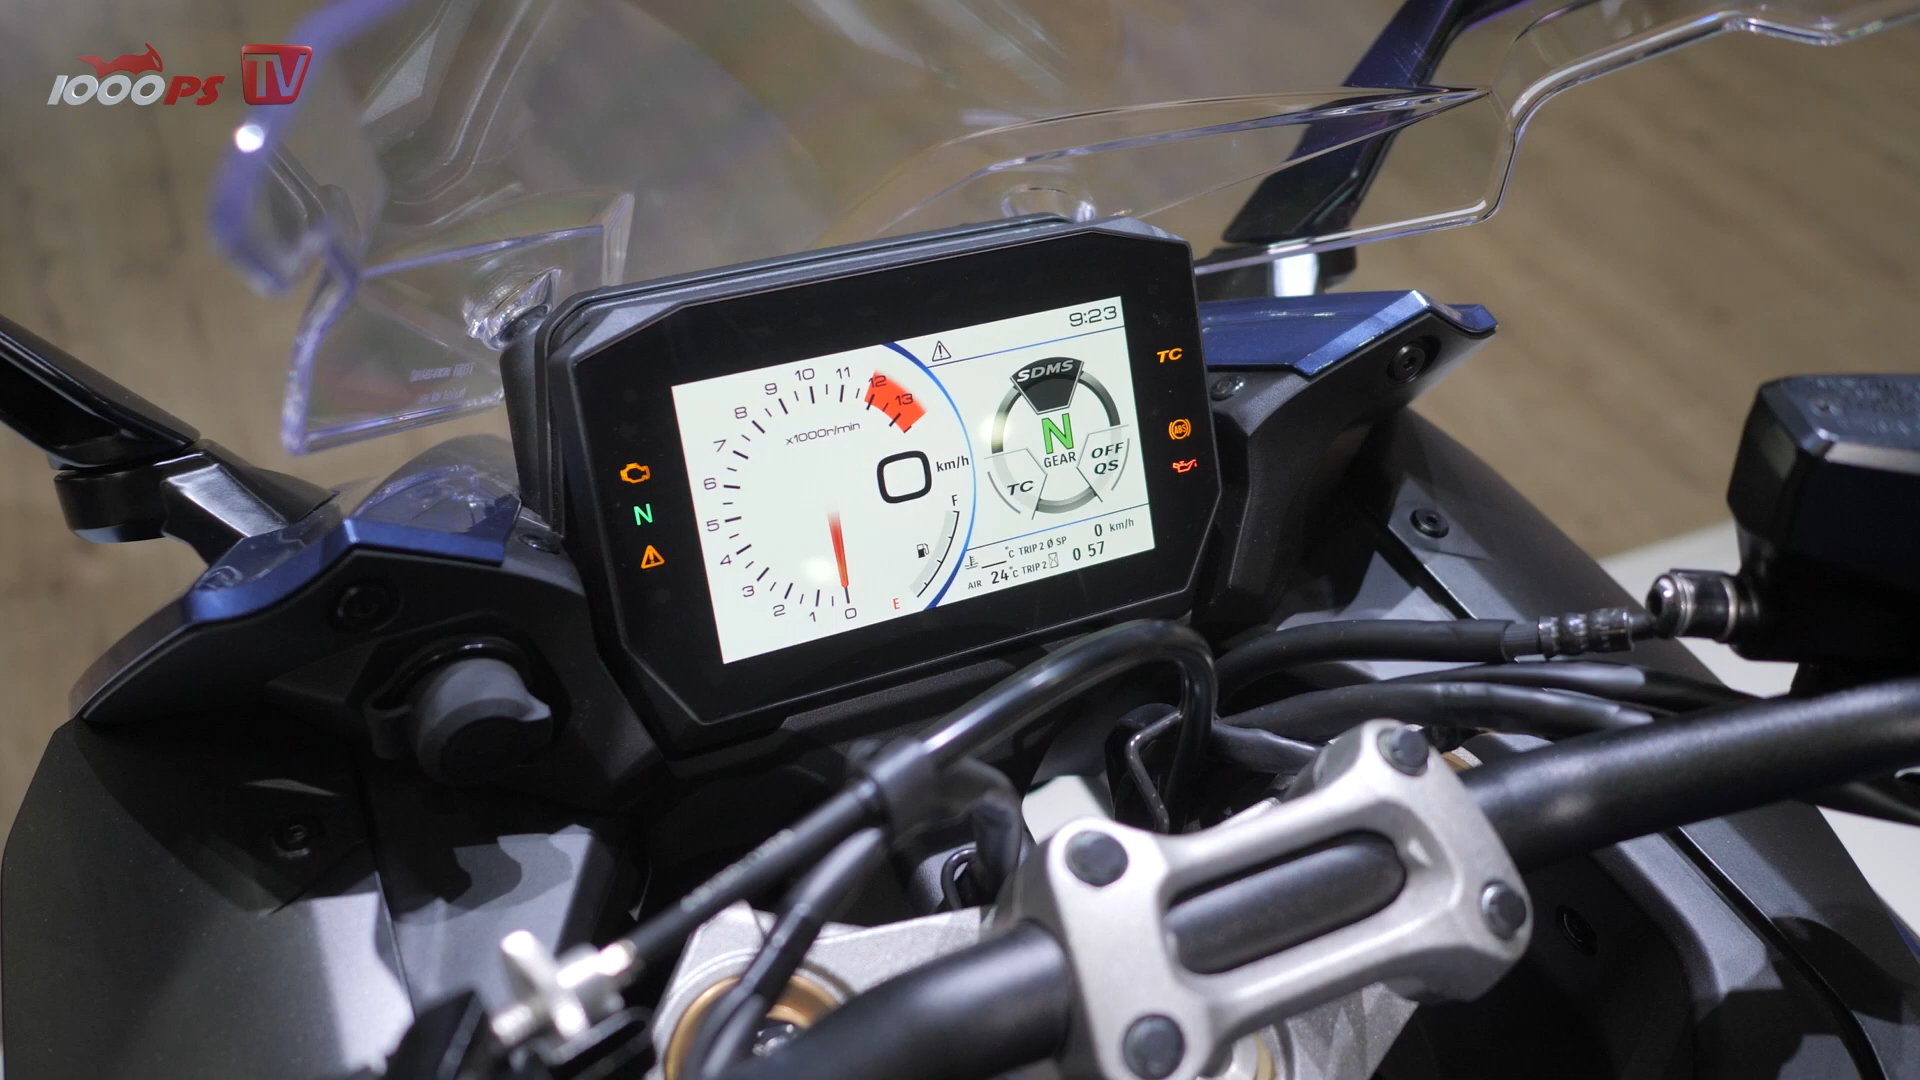 1000PS TV
9:23
SDMS
N
GEAR
TC
OFF
QS
9 10 11 12 13
8
7
6
5
4
3
2
1
0
x1000r/min
0 km/h
F
E
°C TRIP 2 Ø SP 0 km/h
AIR 24°C TRIP 2 0 57
N
TC
ABS